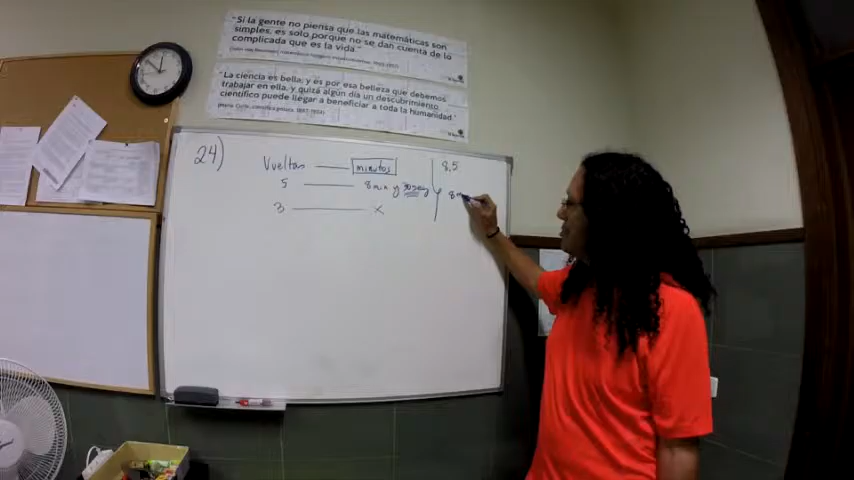 "Si la gente no piensa que las matemáticas son
simples, es solo porque no se dan cuenta de lo
complicada que es la vida."
"La ciencia es bella, y es por esa belleza que debemos
trabajar en ella, y quizá algún día un descubrimiento
científico puede llegar a beneficiar a toda la humanidad."
24)
Vueltas minutos 8.5
5 8 min y 30 seg 8 m
3 x